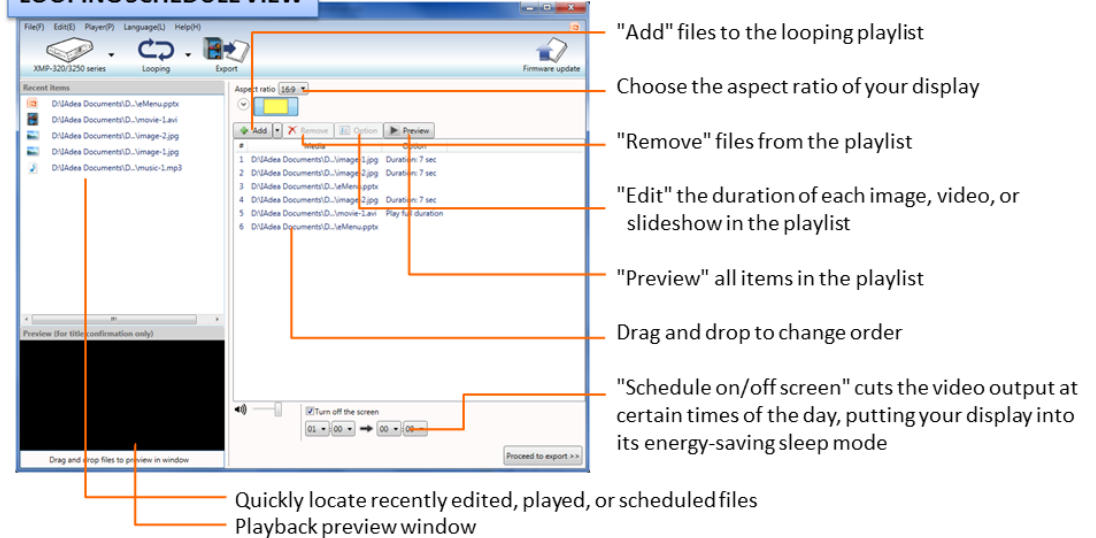 LOOPING SCHEDULE VIEW
File(F) Edit(E) Player(P) Language(L) Help(H)
XMP-320/3250 series
Looping
Export
Firmware update
Recent items
D:\IAdea Documents\D...\eMenu.pptx
D:\IAdea Documents\D...\movie-1.avi
D:\IAdea Documents\D...\image-2.jpg
D:\IAdea Documents\D...\image-1.jpg
D:\IAdea Documents\D...\music-1.mp3
Aspect ratio 16:9
Add Remove Option Preview
# Media Option
1 D:\IAdea Documents\D...\image-1.jpg Duration: 7 sec
2 D:\IAdea Documents\D...\image-2.jpg Duration: 7 sec
3 D:\IAdea Documents\D...\eMenu.pptx
4 D:\IAdea Documents\D...\image-2.jpg Duration: 7 sec
5 D:\IAdea Documents\D...\movie-1.avi Play full duration
6 D:\IAdea Documents\D...\eMenu.pptx
Preview (for title confirmation only)
Drag and drop files to preview in window
Turn off the screen
01 : 00 00 : 00
Proceed to export >>
"Add" files to the looping playlist
Choose the aspect ratio of your display
"Remove" files from the playlist
"Edit" the duration of each image, video, or
slideshow in the playlist
"Preview" all items in the playlist
Drag and drop to change order
"Schedule on/off screen" cuts the video output at
certain times of the day, putting your display into
its energy-saving sleep mode
Quickly locate recently edited, played, or scheduled files
Playback preview window